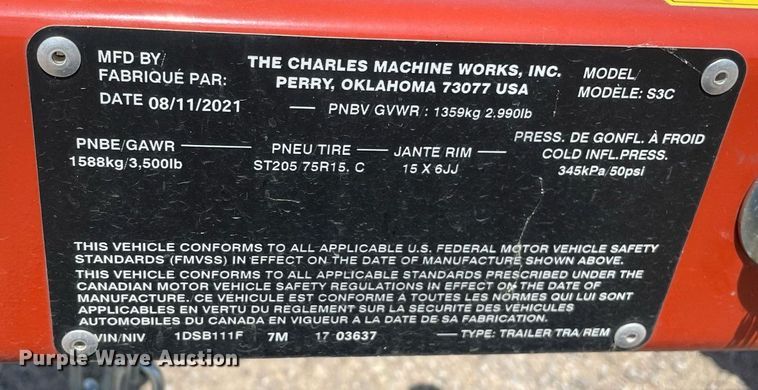 MFD BY/
FABRIQUÉ PAR:
DATE 08/11/2021
THE CHARLES MACHINE WORKS, INC.
PERRY, OKLAHOMA 73077 USA
MODEL/
MODÈLE: S3C
PNBV GVWR : 1359kg 2.990lb
PNBE/GAWR
1588kg/3,500lb
PNEU/TIRE
ST205 75R15. C
JANTE RIM
15 X 6JJ
PRESS. DE GONFL. À FROID
COLD INFL.PRESS.
345kPa/50psi
THIS VEHICLE CONFORMS TO ALL APPLICABLE U.S. FEDERAL MOTOR VEHICLE SAFETY
STANDARDS (FMVSS) IN EFFECT ON THE DATE OF MANUFACTURE SHOWN ABOVE.
THIS VEHICLE CONFORMS TO ALL APPLICABLE STANDARDS PRESCRIBED UNDER THE
CANADIAN MOTOR VEHICLE SAFETY REGULATIONS IN EFFECT ON THE DATE OF
MANUFACTURE./CE VEHICULE EST CONFORME A TOUTES LES NORMES QUI LUI SONT
APPLICABLES EN VERTU DU RÈGLEMENT SUR LA SECURITE DES VÉHICULES
AUTOMOBILES DU CANADA EN VIGUEUR A LA DATE DE SA FABRICATION.
VIN/NIV 1DSB111F 7M 17 03637 TYPE: TRAILER TRA/REM
Purple Wave Auction